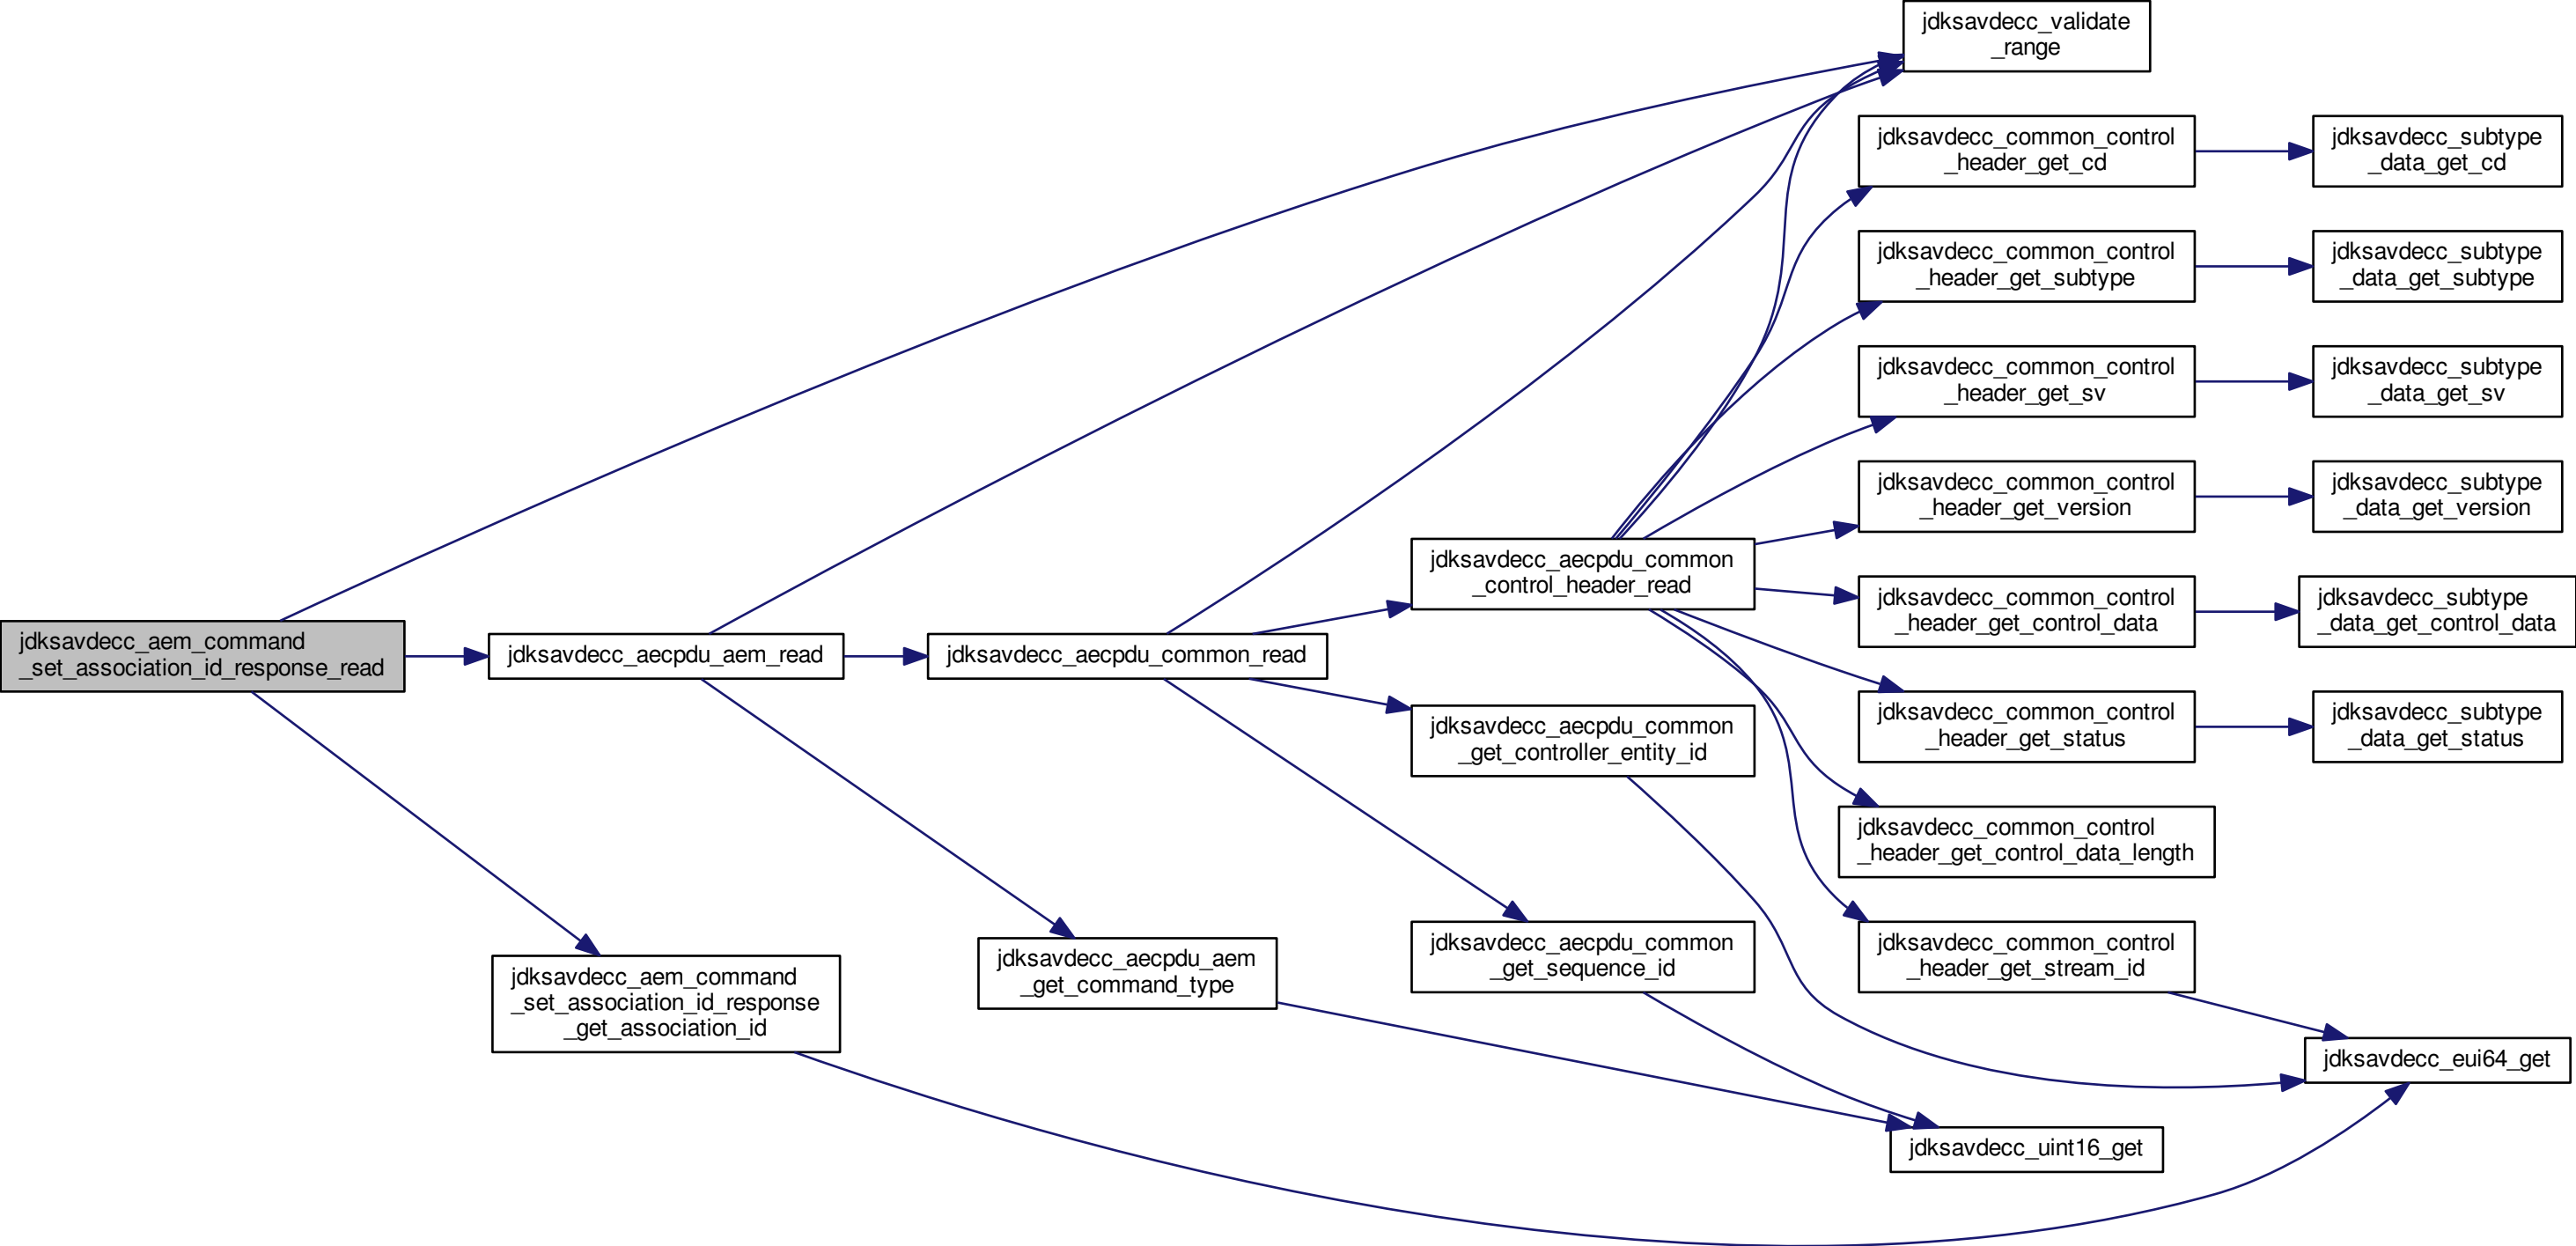 jdksavdecc_aem_command
_set_association_id_response_read
jdksavdecc_aecpdu_aem_read
jdksavdecc_aem_command
_set_association_id_response
_get_association_id
jdksavdecc_aecpdu_common_read
jdksavdecc_aecpdu_aem
_get_command_type
jdksavdecc_aecpdu_common
_control_header_read
jdksavdecc_aecpdu_common
_get_controller_entity_id
jdksavdecc_aecpdu_common
_get_sequence_id
jdksavdecc_validate
_range
jdksavdecc_common_control
_header_get_cd
jdksavdecc_common_control
_header_get_subtype
jdksavdecc_common_control
_header_get_sv
jdksavdecc_common_control
_header_get_version
jdksavdecc_common_control
_header_get_control_data
jdksavdecc_common_control
_header_get_status
jdksavdecc_common_control
_header_get_control_data_length
jdksavdecc_common_control
_header_get_stream_id
jdksavdecc_uint16_get
jdksavdecc_subtype
_data_get_cd
jdksavdecc_subtype
_data_get_subtype
jdksavdecc_subtype
_data_get_sv
jdksavdecc_subtype
_data_get_version
jdksavdecc_subtype
_data_get_control_data
jdksavdecc_subtype
_data_get_status
jdksavdecc_eui64_get